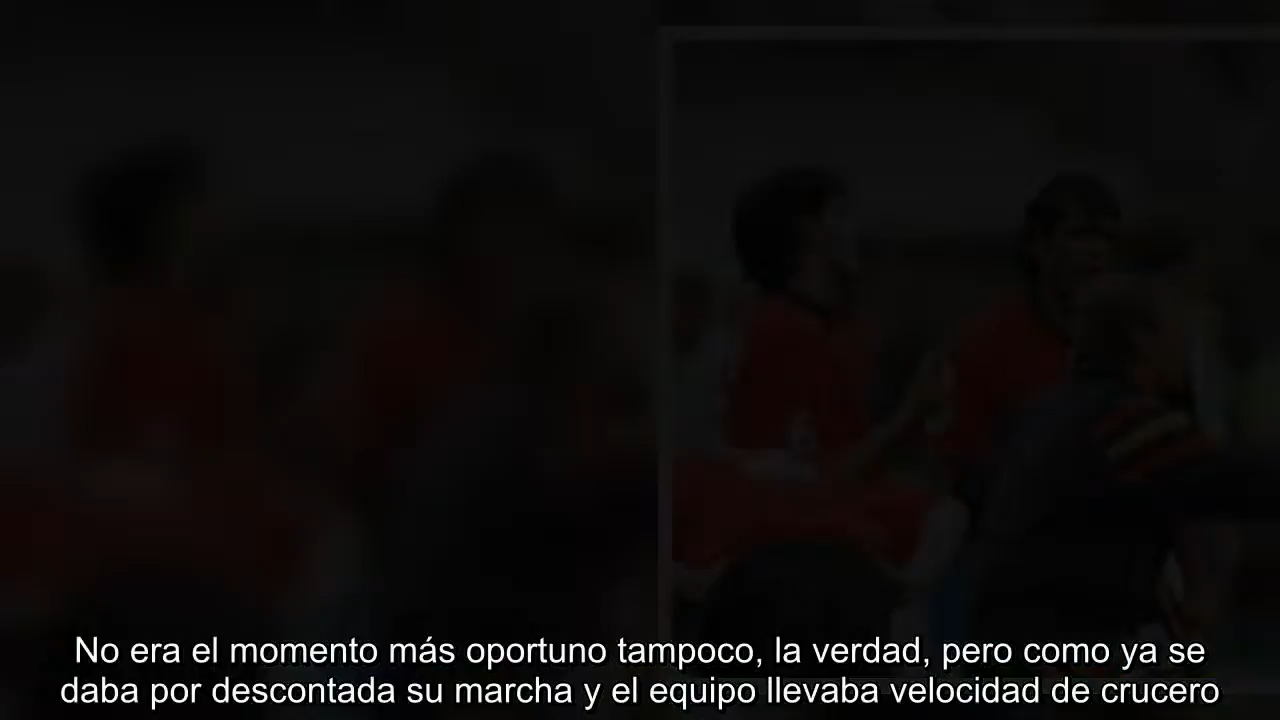 No era el momento más oportuno tampoco, la verdad, pero como ya se
daba por descontada su marcha y el equipo llevaba velocidad de crucero